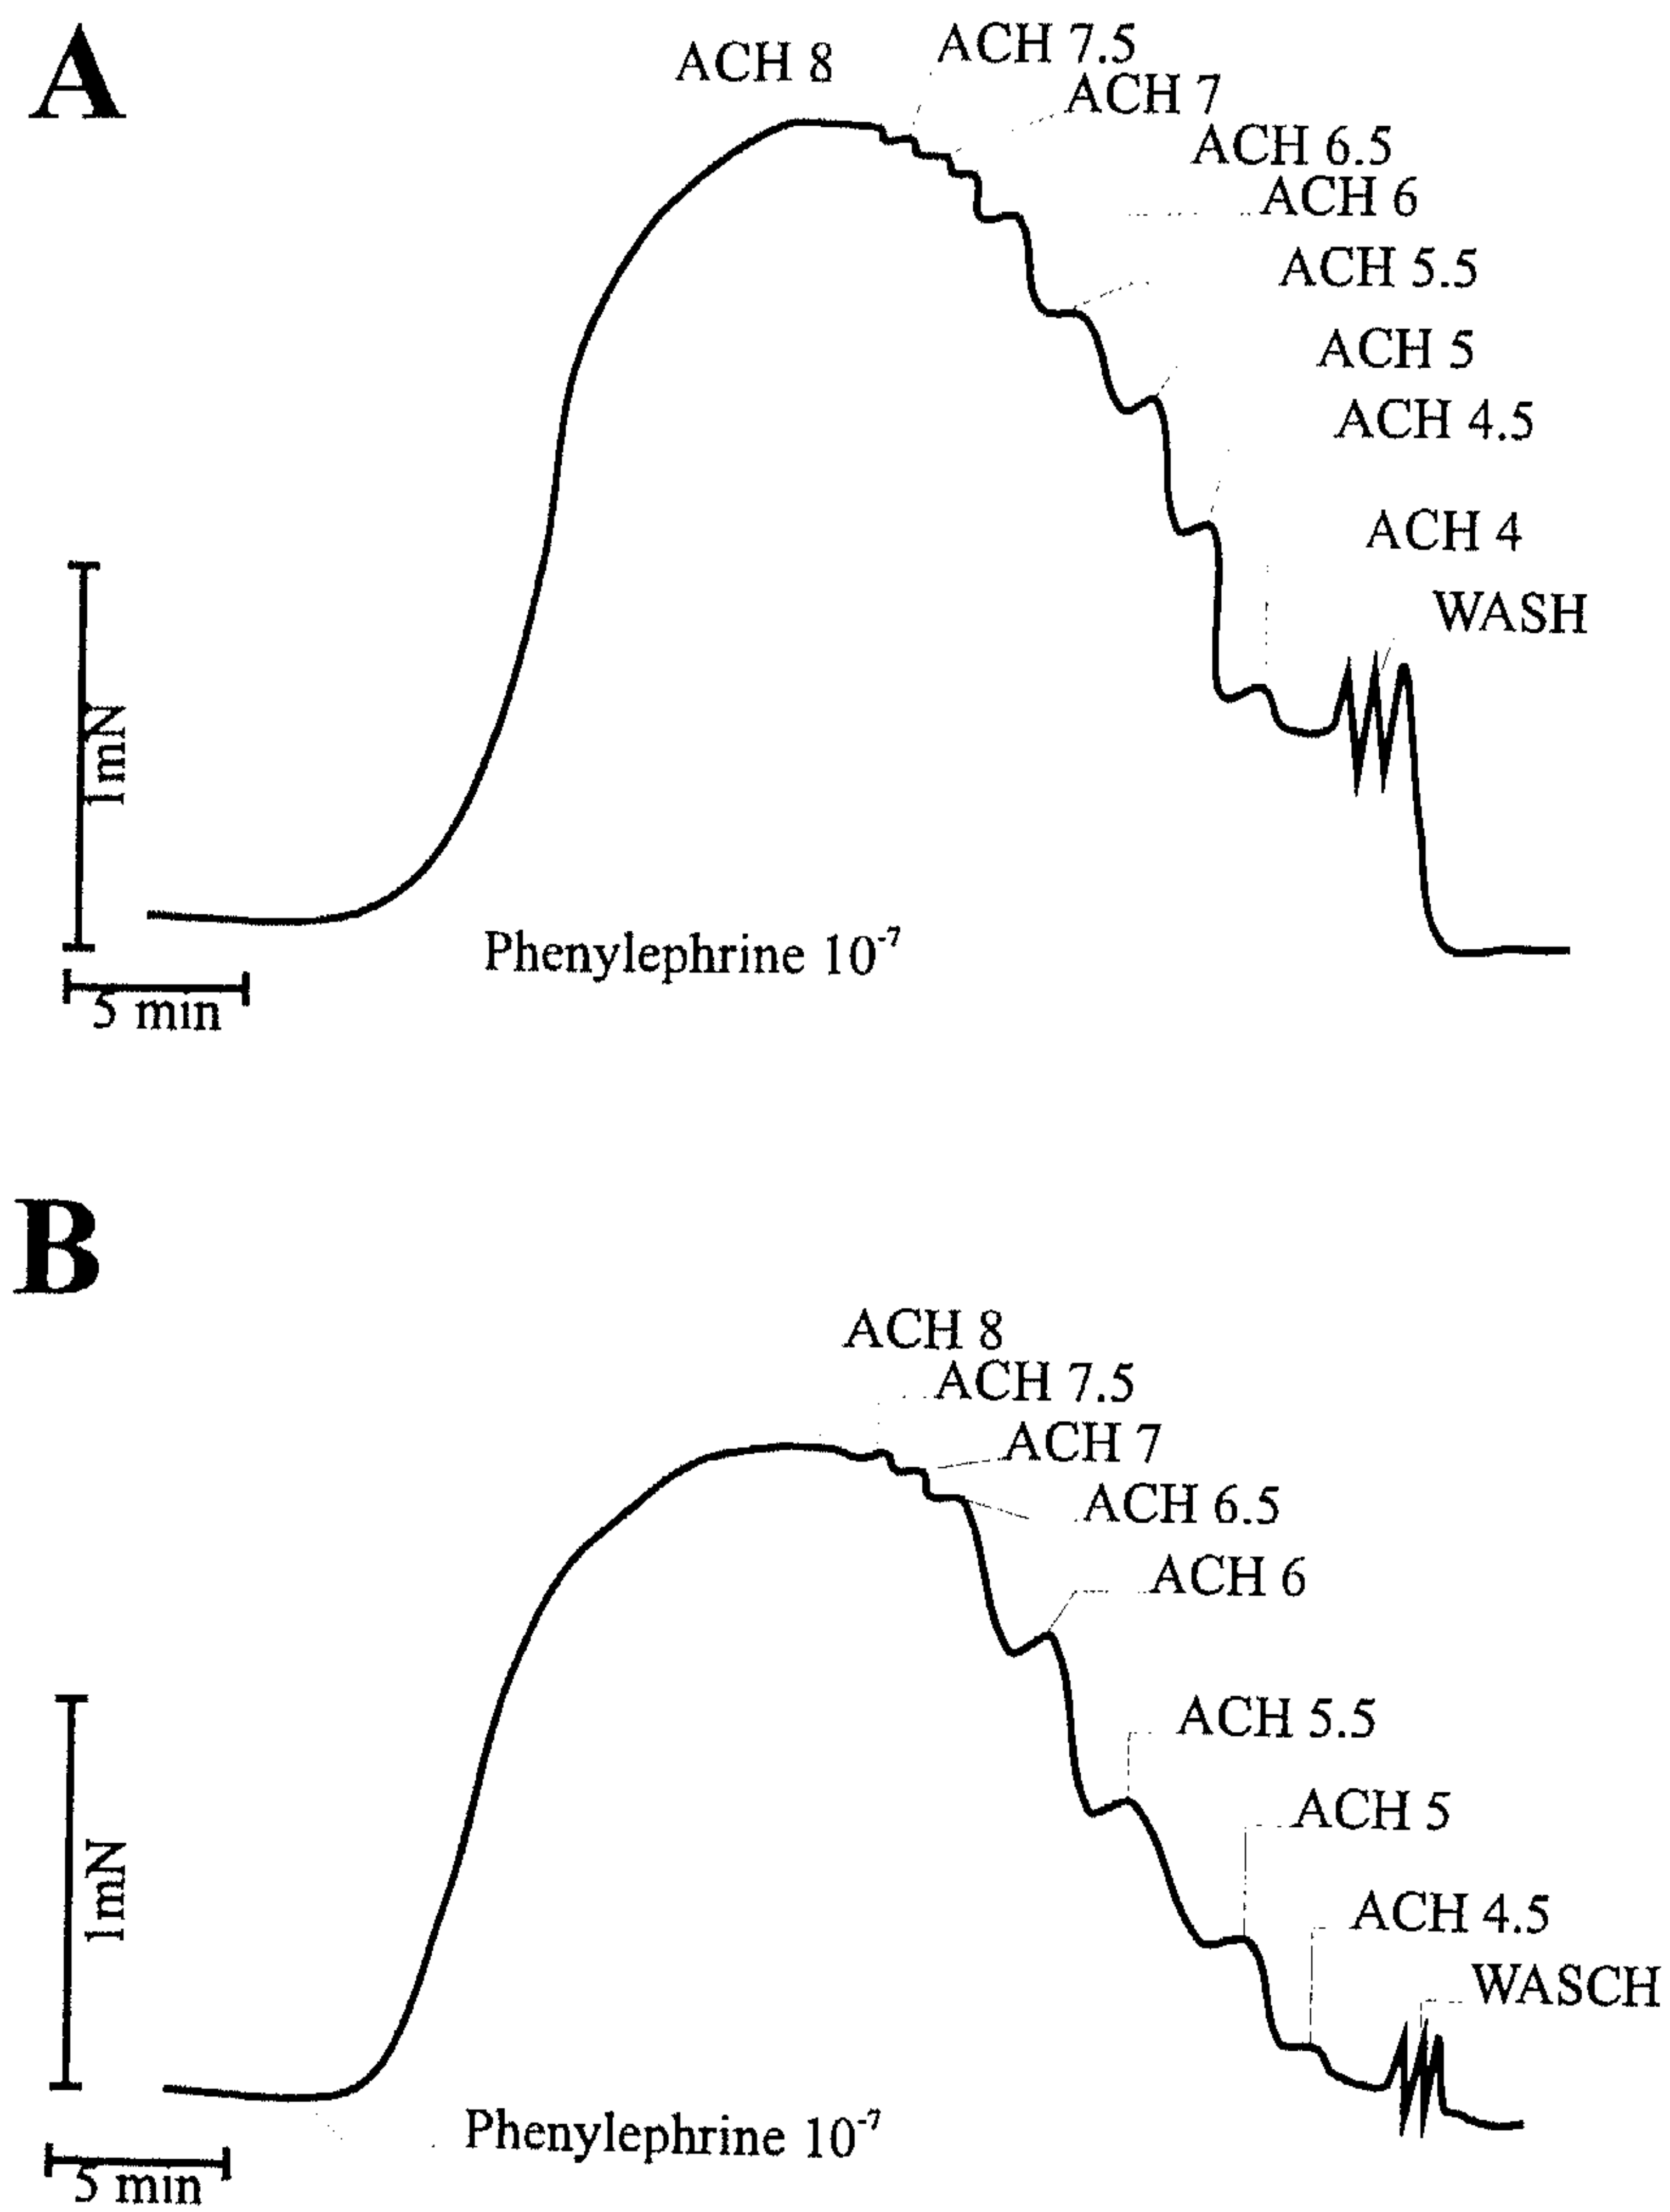 A
ACH 8
ACH 7.5
ACH 7
ACH 6.5
ACH 6
ACH 5.5
ACH 5
ACH 4.5
ACH 4
WASH
1mN
Phenylephrine 10⁻⁷
5 min
B
ACH 8
ACH 7.5
ACH 7
ACH 6.5
ACH 6
ACH 5.5
ACH 5
ACH 4.5
WASCH
1mN
Phenylephrine 10⁻⁷
5 min